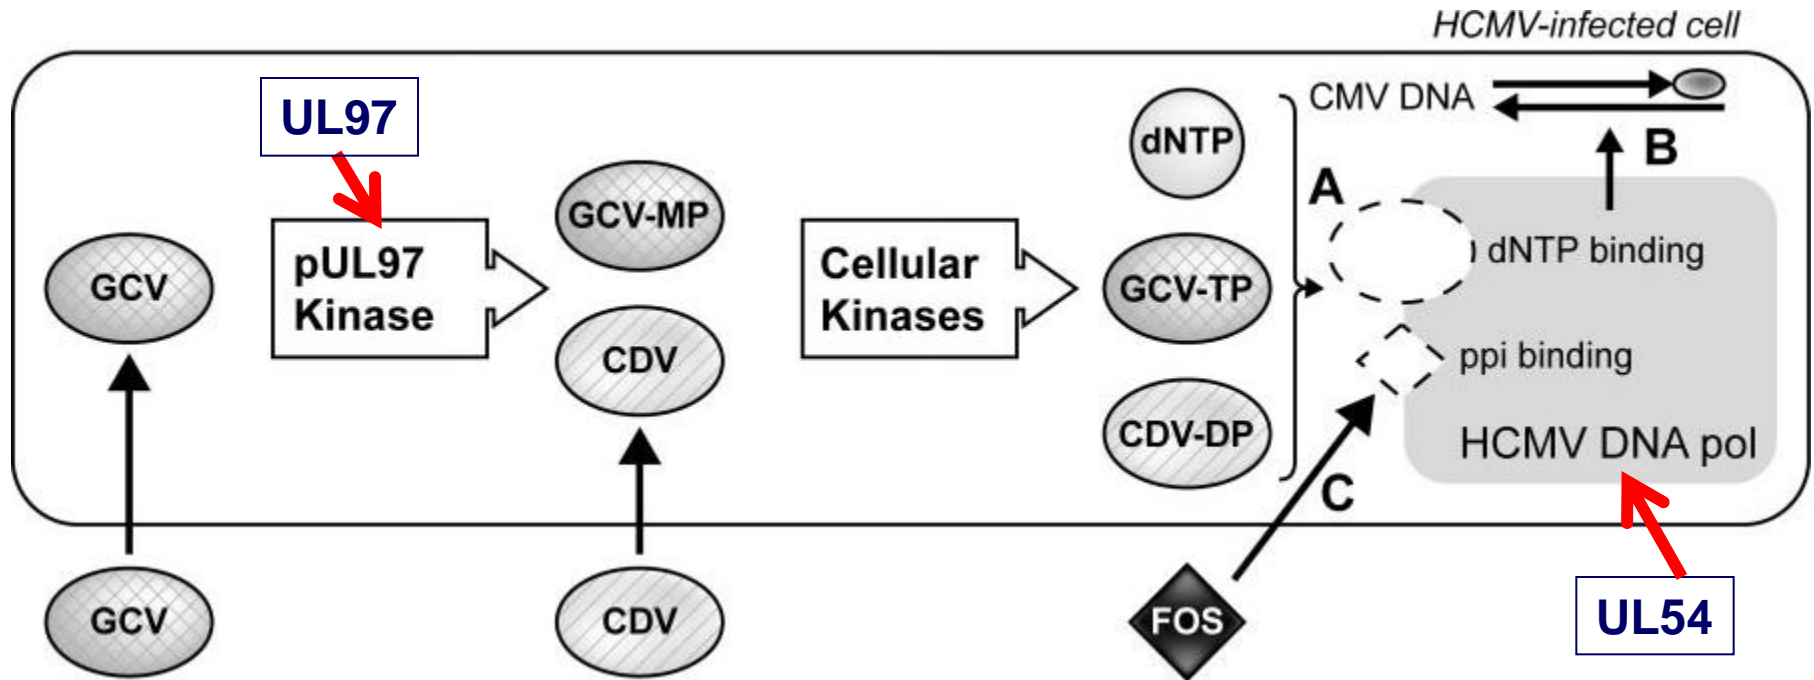 HCMV-infected cell
UL97
CMV DNA
B
dNTP
A
GCV-MP
dNTP binding
GCV
pUL97
Kinase
Cellular
Kinases
GCV-TP
CDV
ppi binding
CDV-DP
HCMV DNA pol
C
GCV
CDV
FOS
UL54